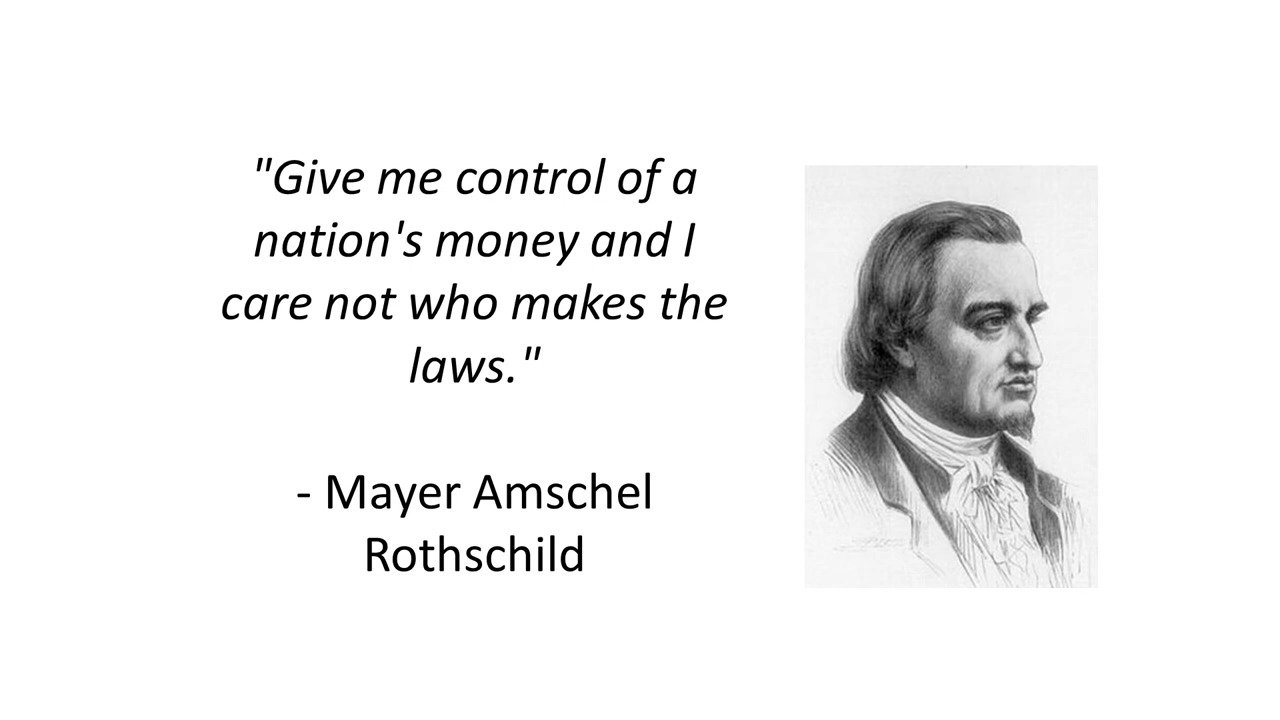 "Give me control of a
nation's money and I
care not who makes the
laws."
- Mayer Amschel
Rothschild